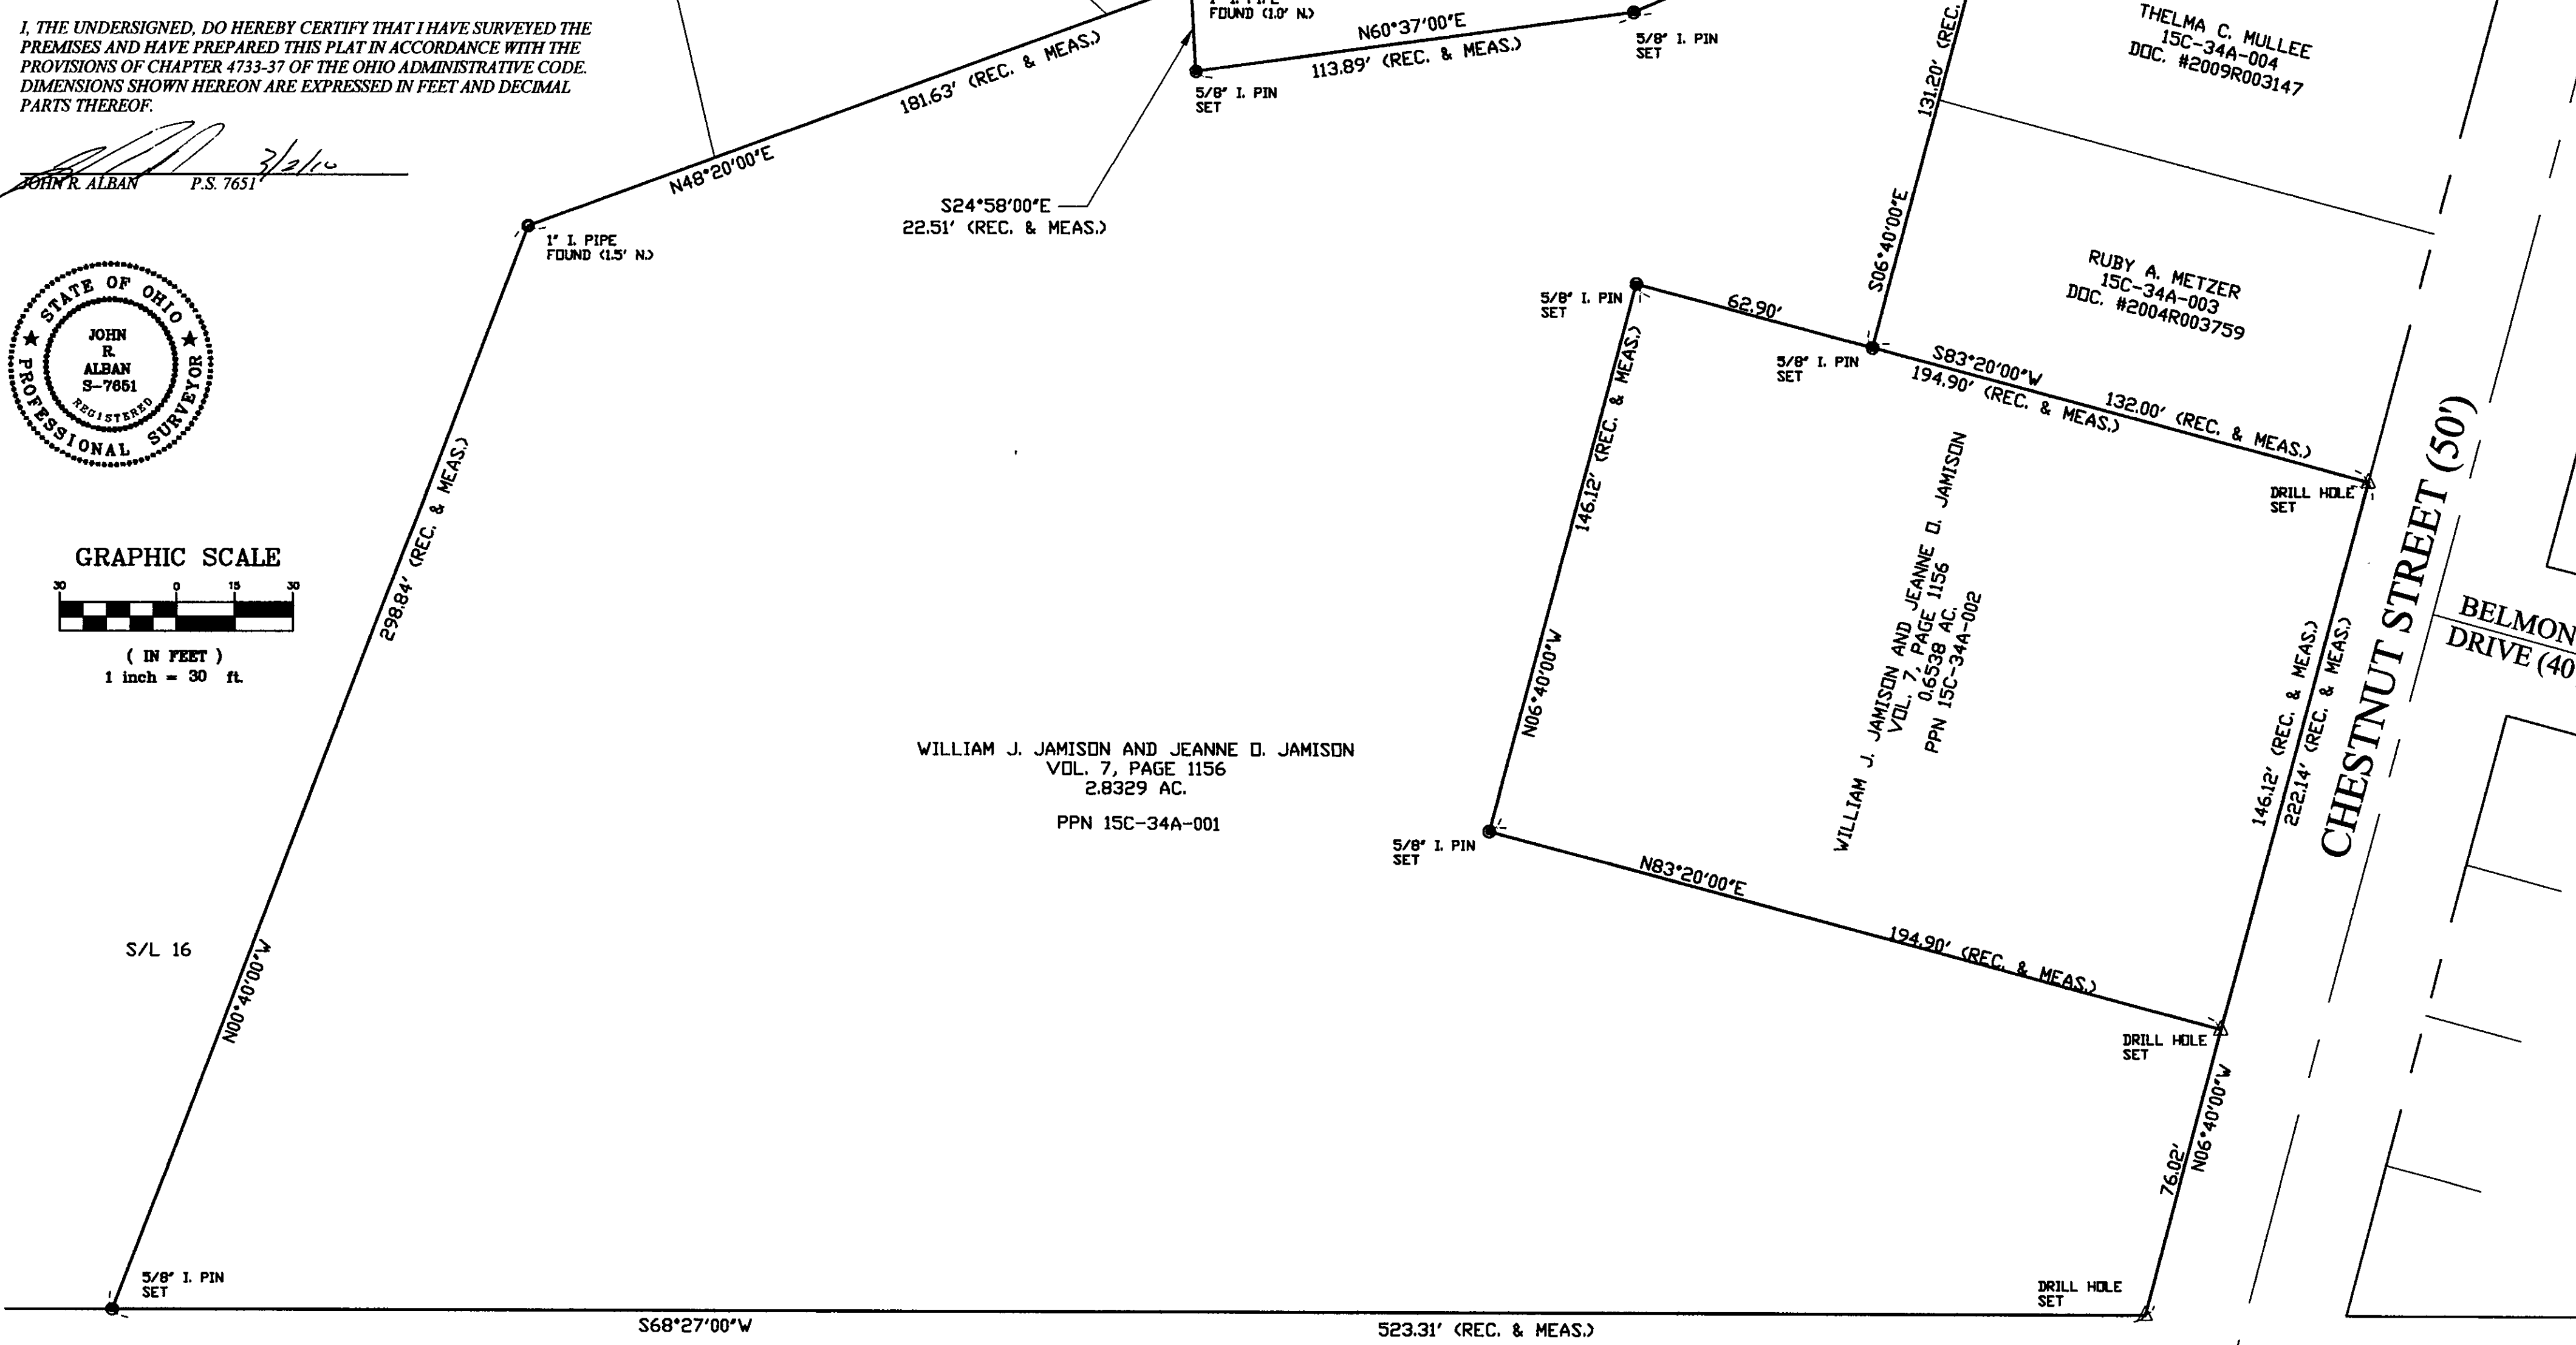 I, THE UNDERSIGNED, DO HEREBY CERTIFY THAT I HAVE SURVEYED THE
PREMISES AND HAVE PREPARED THIS PLAT IN ACCORDANCE WITH THE
PROVISIONS OF CHAPTER 4733-37 OF THE OHIO ADMINISTRATIVE CODE.
DIMENSIONS SHOWN HEREON ARE EXPRESSED IN FEET AND DECIMAL
PARTS THEREOF.
3/2/10
JOHN R. ALBAN P.S. 7651
STATE OF OHIO
JOHN
R.
ALBAN
S-7651
REGISTERED
PROFESSIONAL SURVEYOR
GRAPHIC SCALE
30 0 15 30
( IN FEET )
1 inch = 30 ft.
181.63' (REC. & MEAS.)
N48°20'00"E
FOUND (1.0' N.)
N60°37'00"E
113.89' (REC. & MEAS.)
5/8" I. PIN
SET
5/8" I. PIN
SET
S24°58'00"E
22.51' (REC. & MEAS.)
1" I. PIPE
FOUND (1.5' N.)
131.20' (REC.
S06°40'00"E
THELMA C. MULLEE
15C-34A-004
DOC. #2009R003147
RUBY A. METZER
15C-34A-003
DOC. #2004R003759
5/8" I. PIN
SET
62.90'
5/8" I. PIN
SET
S83°20'00"W
194.90' (REC. & MEAS.)
132.00' (REC. & MEAS.)
DRILL HOLE
SET
298.84' (REC. & MEAS.)
N00°40'00"W
146.12' (REC. & MEAS.)
N06°40'00"W
WILLIAM J. JAMISON AND JEANNE O. JAMISON
VOL. 7, PAGE 1156
0.6538 AC.
PPN 15C-34A-002
146.12' (REC. & MEAS.)
222.14' (REC. & MEAS.)
CHESTNUT STREET (50')
BELMON
DRIVE (40
WILLIAM J. JAMISON AND JEANNE O. JAMISON
VOL. 7, PAGE 1156
2.8329 AC.
PPN 15C-34A-001
5/8" I. PIN
SET
N83°20'00"E
194.90' (REC. & MEAS.)
DRILL HOLE
SET
S/L 16
76.02'
N06°40'00"W
5/8" I. PIN
SET
DRILL HOLE
SET
S68°27'00"W
523.31' (REC. & MEAS.)